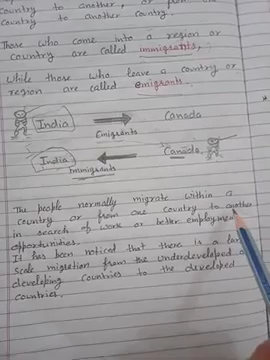 country to another, or from one
country to another country.
Those who come into a region or
country are called immigrants,
While those who leave a country or
region are called emigrants.
India → Canada
Emigrants
India ← Canada
Immigrants
The people normally migrate within a
country or from one country to another
in search of work or better employment
opportunities.
It has been noticed that there is a large
scale migration from the underdeveloped or
developing countries to the developed
countries.